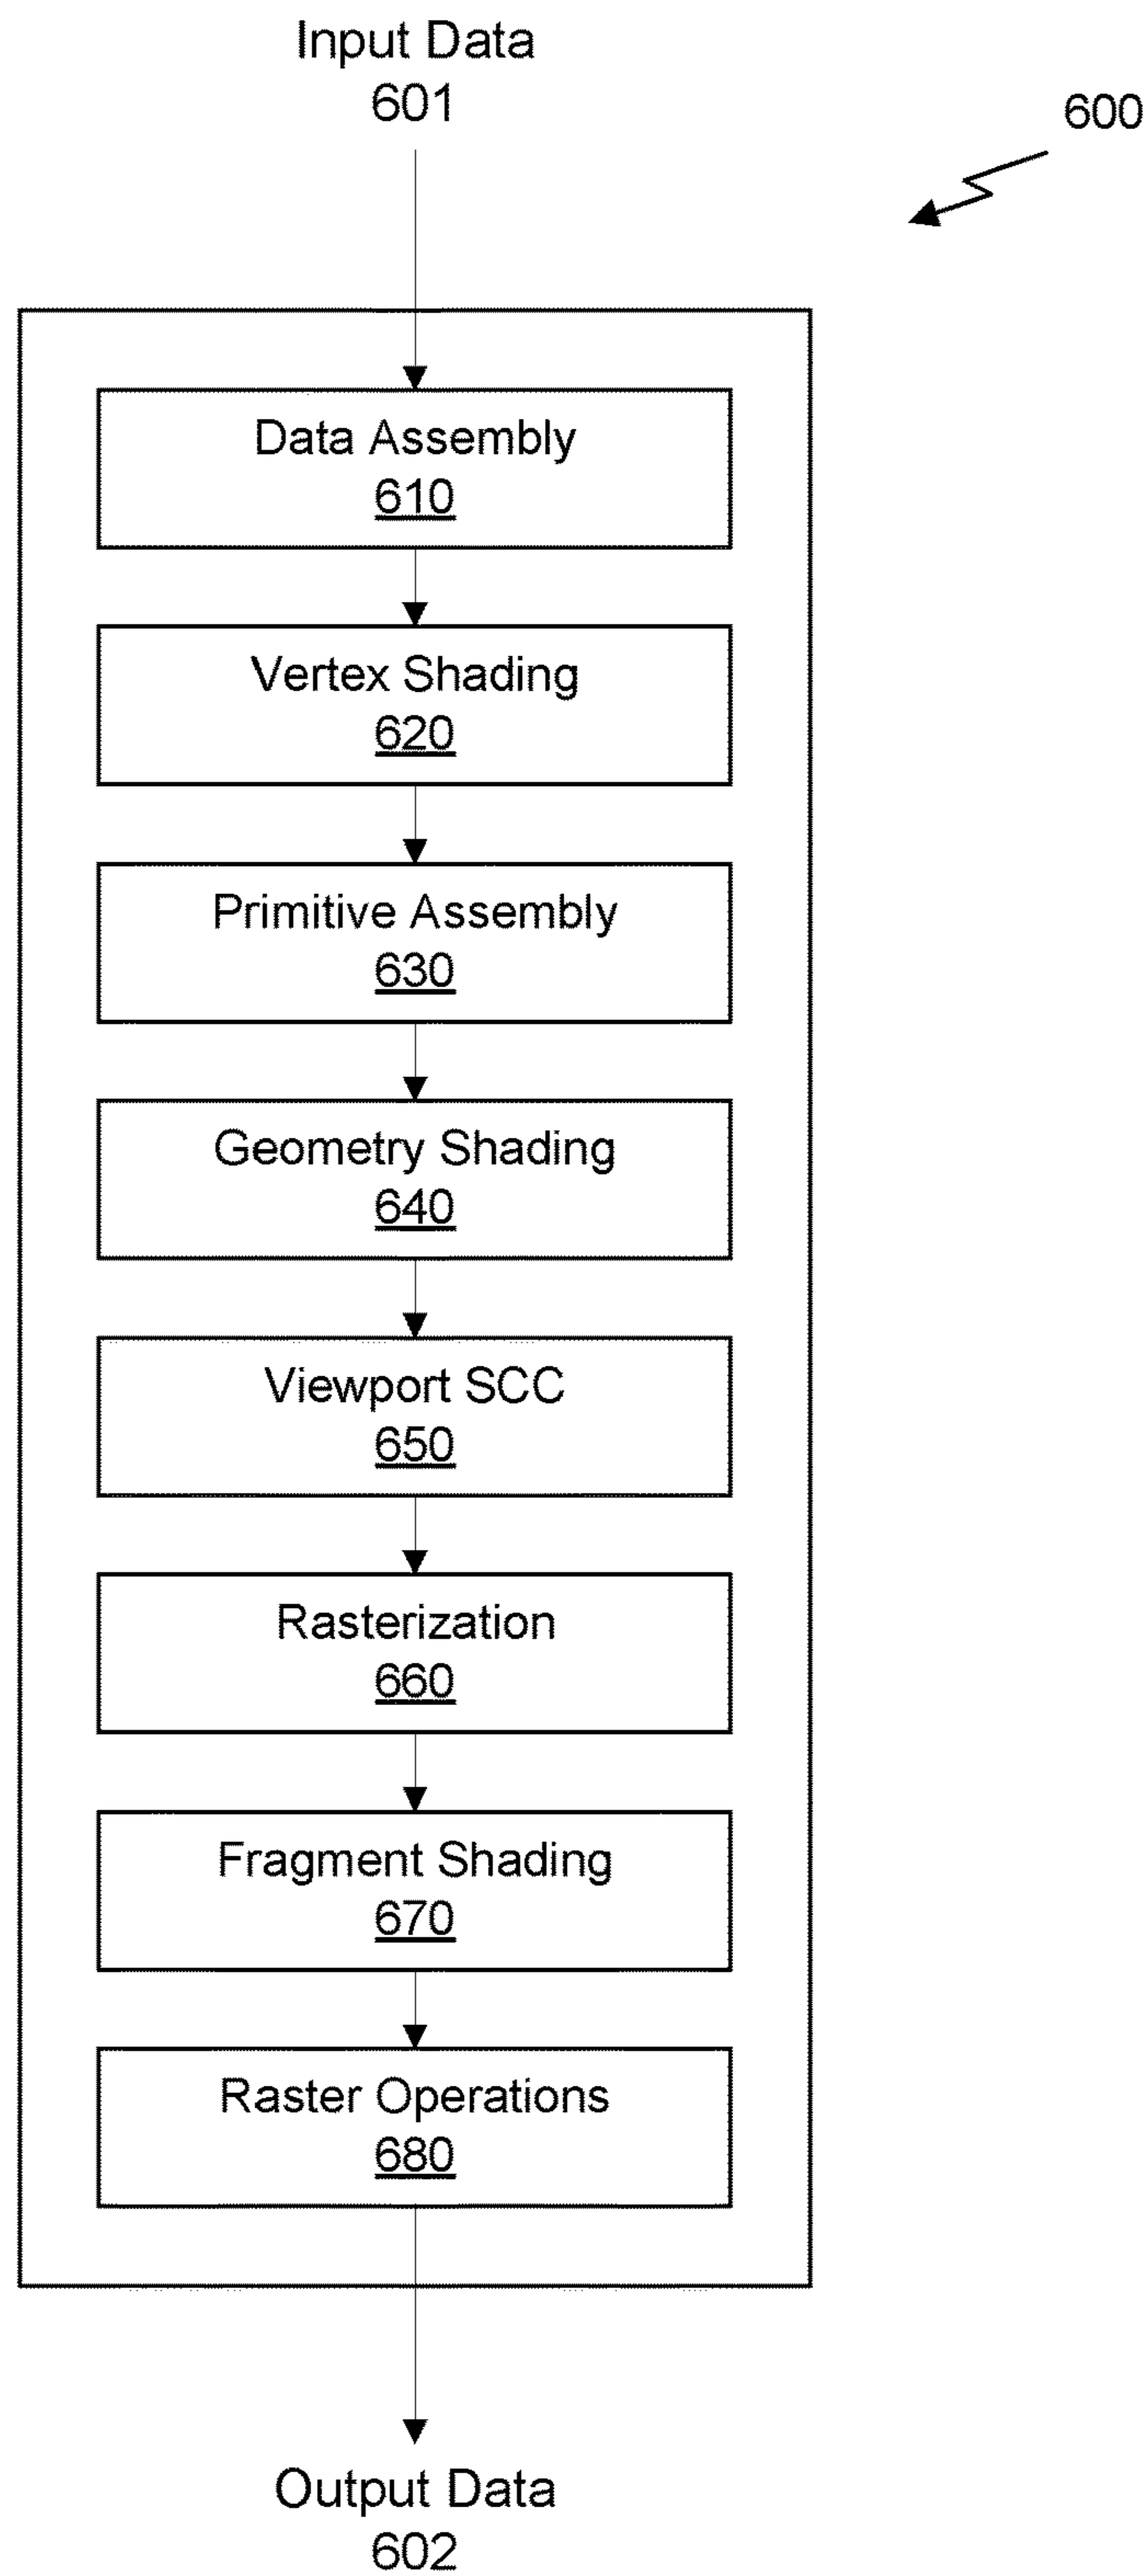 Input Data
601
600
Data Assembly
610
Vertex Shading
620
Primitive Assembly
630
Geometry Shading
640
Viewport SCC
650
Rasterization
660
Fragment Shading
670
Raster Operations
680
Output Data
602